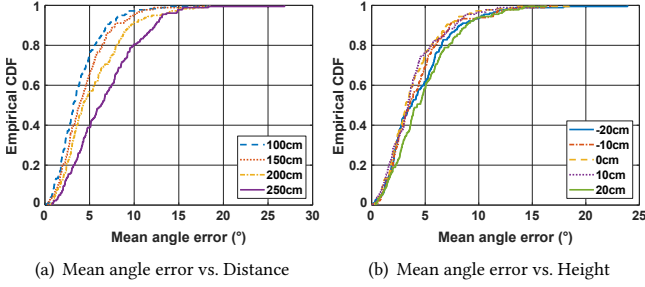 1
0.8
0.6
0.4
0.2
0
Empirical CDF
0 5 10 15 20 25 30
Mean angle error (°)
100cm
150cm
200cm
250cm
(a) Mean angle error vs. Distance
1
0.8
0.6
0.4
0.2
0
Empirical CDF
0 5 10 15 20 25
Mean angle error (°)
-20cm
-10cm
0cm
10cm
20cm
(b) Mean angle error vs. Height